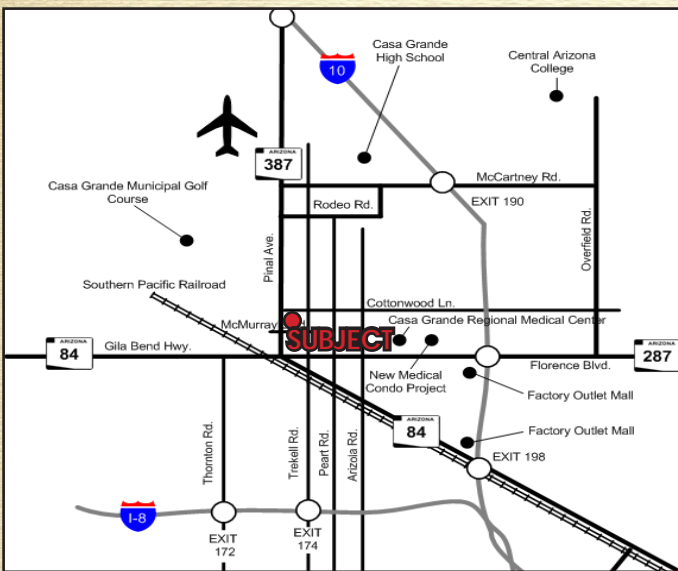 Casa Grande
High School
Central Arizona
College
10
ARIZONA
387
McCartney Rd.
EXIT 190
Casa Grande Municipal Golf
Course
Rodeo Rd.
Pinal Ave.
Overfield Rd.
Southern Pacific Railroad
Cottonwood Ln.
McMurray
SUBJECT
Casa Grande Regional Medical Center
ARIZONA
84
Gila Bend Hwy.
Florence Blvd.
ARIZONA
287
New Medical
Condo Project
Factory Outlet Mall
ARIZONA
84
Factory Outlet Mall
Thornton Rd.
Trekell Rd.
Peart Rd.
Arizola Rd.
EXIT 198
I-8
EXIT
172
EXIT
174